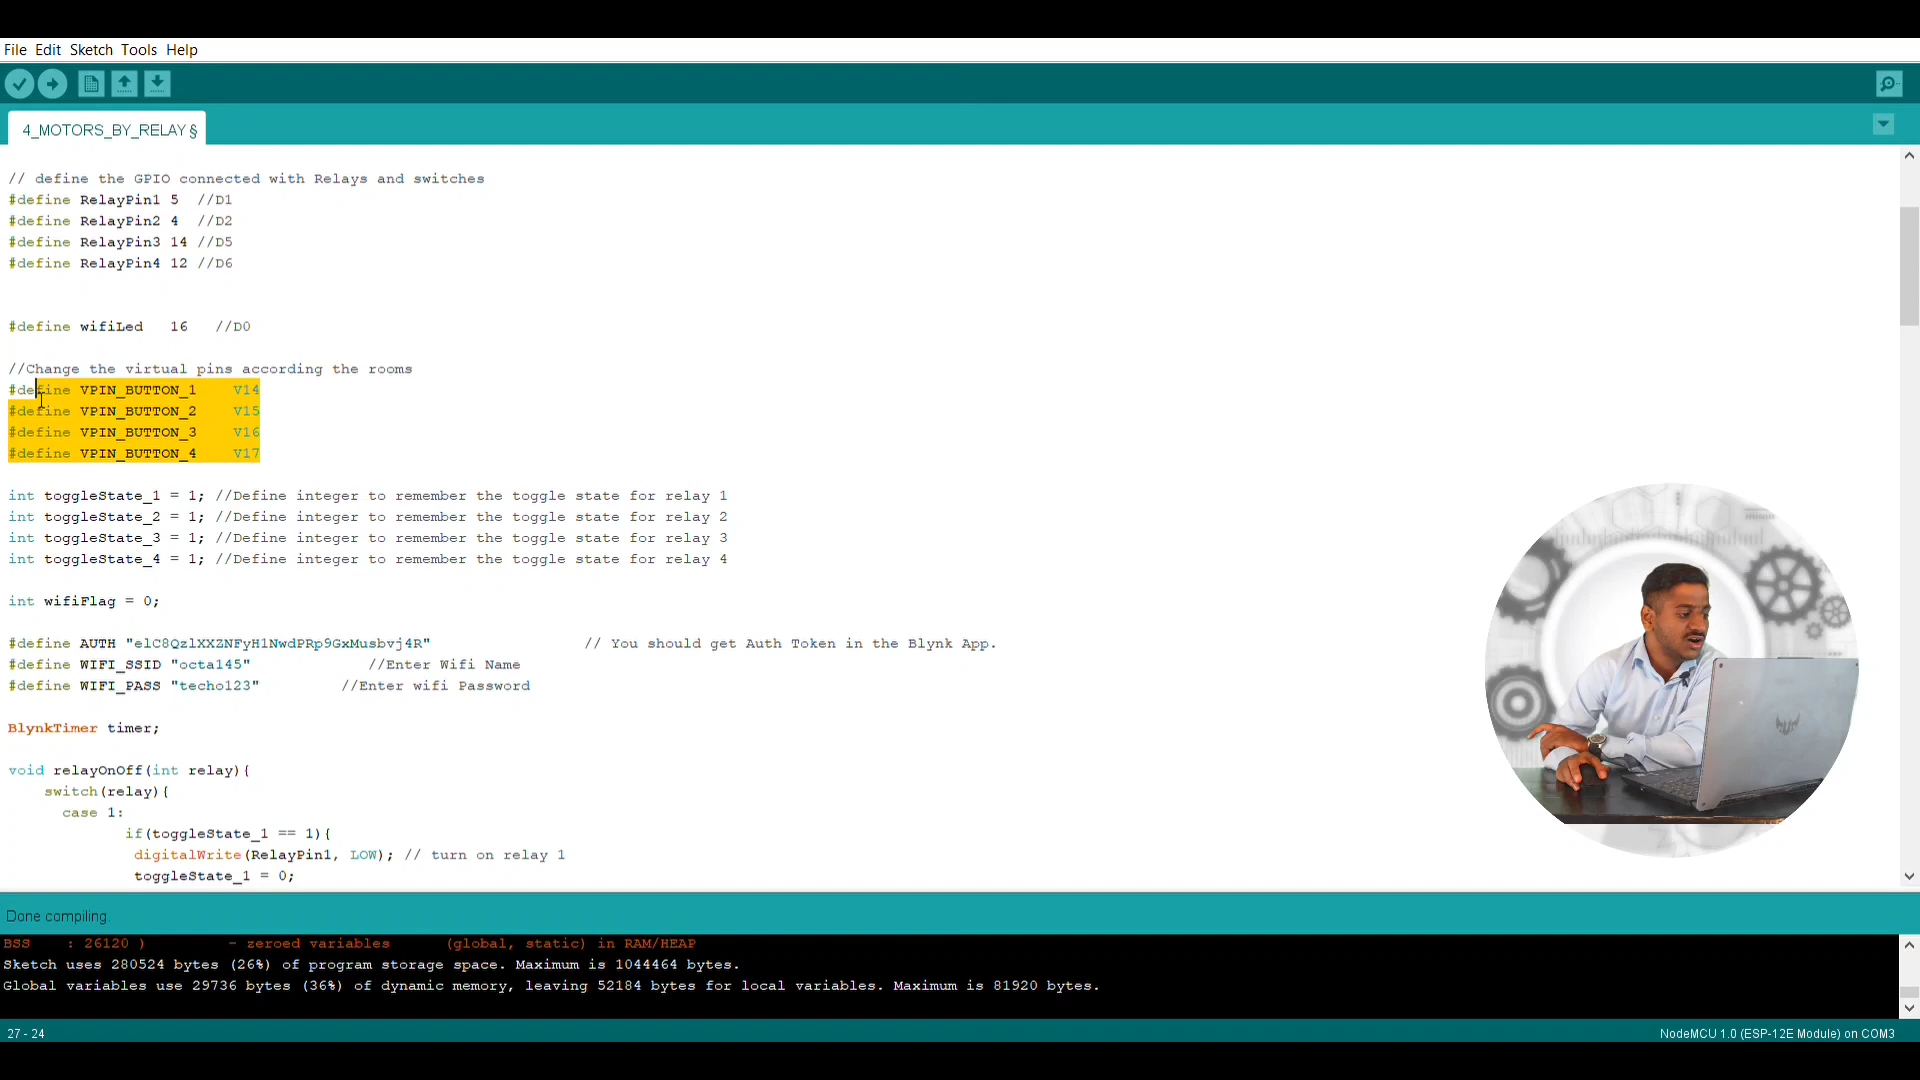 File Edit Sketch Tools Help
4_MOTORS_BY_RELAY §
// define the GPIO connected with Relays and switches
#define RelayPin1 5  //D1
#define RelayPin2 4  //D2
#define RelayPin3 14 //D5
#define RelayPin4 12 //D6
#define wifiLed   16   //D0
//Change the virtual pins according the rooms
#define VPIN_BUTTON_1    V14
#define VPIN_BUTTON_2    V15
#define VPIN_BUTTON_3    V16
#define VPIN_BUTTON_4    V17
int toggleState_1 = 1; //Define integer to remember the toggle state for relay 1
int toggleState_2 = 1; //Define integer to remember the toggle state for relay 2
int toggleState_3 = 1; //Define integer to remember the toggle state for relay 3
int toggleState_4 = 1; //Define integer to remember the toggle state for relay 4
int wifiFlag = 0;
#define AUTH "elC8QzlXXZNFyH1NwdPRp9GxMusbvj4R"                 // You should get Auth Token in the Blynk App.
#define WIFI_SSID "octa145"             //Enter Wifi Name
#define WIFI_PASS "techo123"         //Enter wifi Password
BlynkTimer timer;
void relayOnOff(int relay){
    switch(relay){
      case 1:
             if(toggleState_1 == 1){
              digitalWrite(RelayPin1, LOW); // turn on relay 1
              toggleState_1 = 0;
Done compiling.
BSS    : 26120 )         - zeroed variables      (global, static) in RAM/HEAP
Sketch uses 280524 bytes (26%) of program storage space. Maximum is 1044464 bytes.
Global variables use 29736 bytes (36%) of dynamic memory, leaving 52184 bytes for local variables. Maximum is 81920 bytes.
27 - 24
NodeMCU 1.0 (ESP-12E Module) on COM3